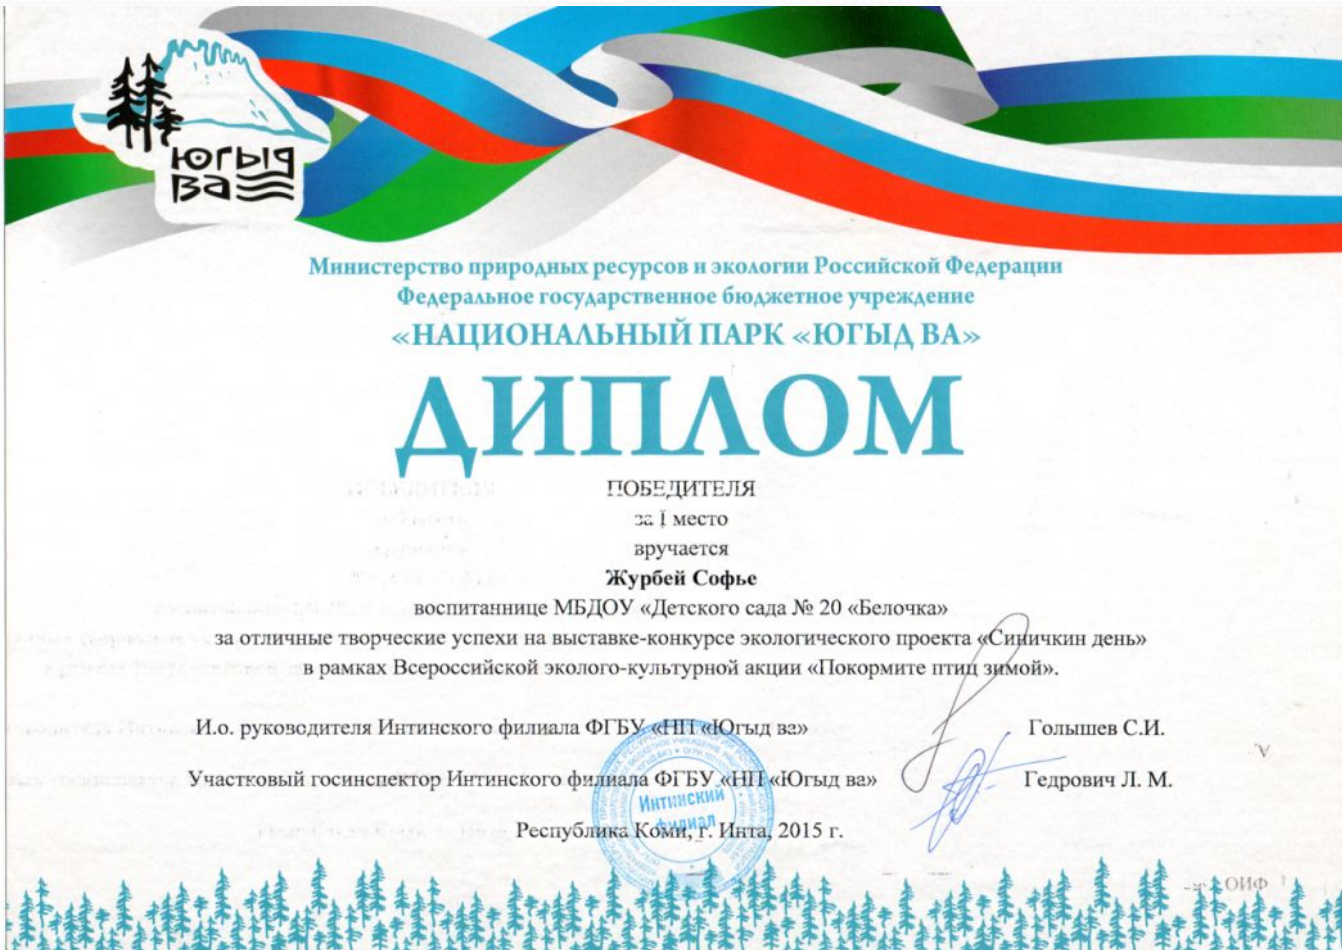 ЮГЫД
ВА
Министерство природных ресурсов и экологии Российской Федерации
Федеральное государственное бюджетное учреждение
«НАЦИОНАЛЬНЫЙ ПАРК «ЮГЫД ВА»
ДИПЛОМ
ПОБЕДИТЕЛЯ
за I место
вручается
Журбей Софье
воспитаннице МБДОУ «Детского сада № 20 «Белочка»
за отличные творческие успехи на выставке-конкурсе экологического проекта «Синичкин день»
в рамках Всероссийской эколого-культурной акции «Покормите птиц зимой».
И.о. руководителя Интинского филиала ФГБУ «НП «Югыд ва» Голышев С.И.
Участковый госинспектор Интинского филиала ФГБУ «НП «Югыд ва» Гедрович Л. М.
Интинский
филиал
Республика Коми, г. Инта, 2015 г.